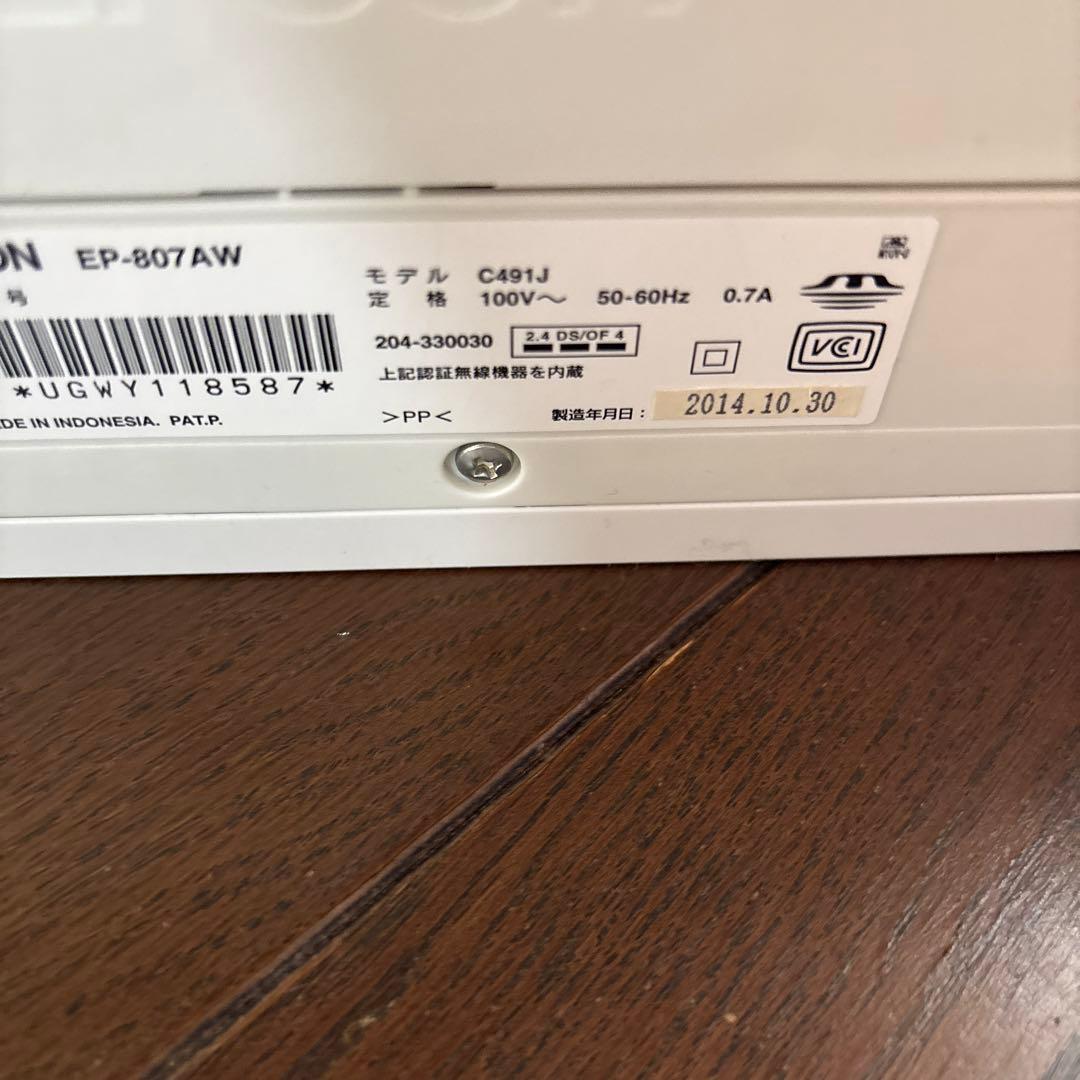 ON EP-807AW
号
モデル C491J
定格 100V～ 50-60Hz 0.7A
204-330030 2.4 DS/OF 4
*UGWY118587*
上記認証無線機器を内蔵
VCI
DE IN INDONESIA. PAT.P.
>PP<
製造年月日： 2014.10.30